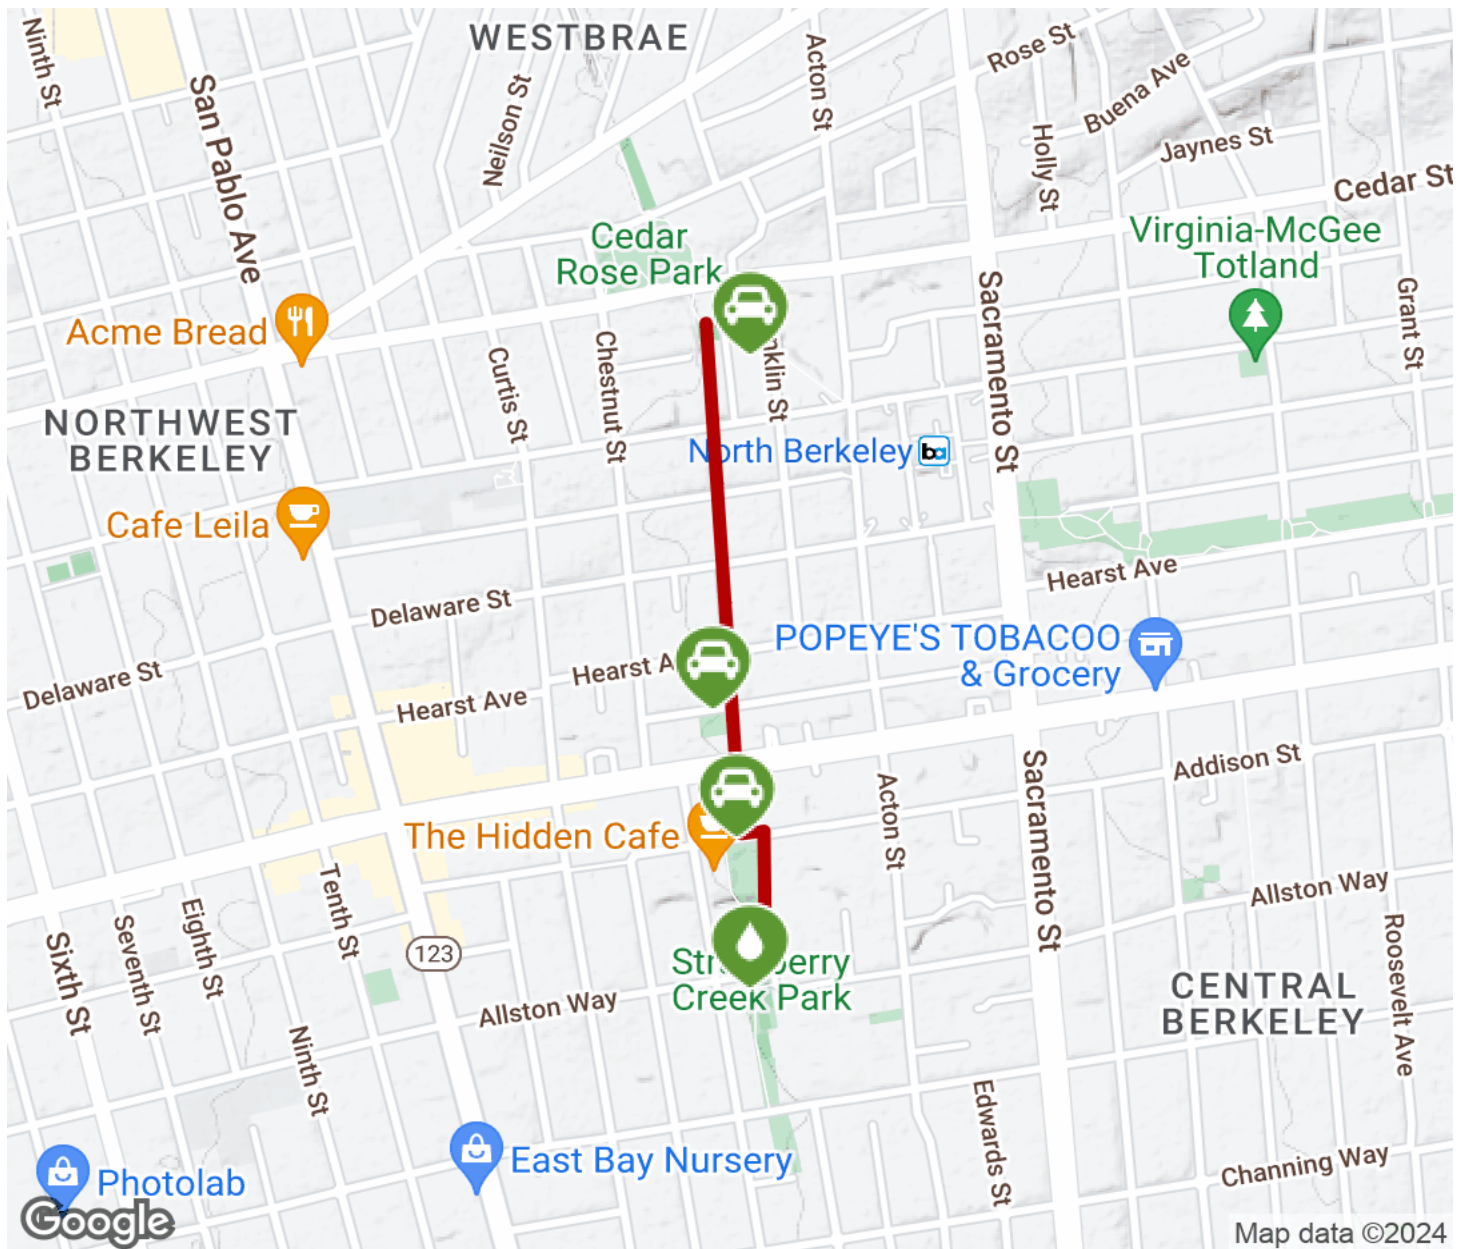 WESTBRAE
Ninth St
San Pablo Ave
Neilson St
Acton St
Rose St
Buena Ave
Holly St
Jaynes St
Cedar St
Cedar
Rose Park
Virginia-McGee
Totland
Sacramento St
Grant St
Acme Bread
Curtis St
Chestnut St
nklin St
NORTHWEST
BERKELEY
North Berkeley
ba
Cafe Leila
Hearst Ave
Delaware St
POPEYE'S TOBACOO
& Grocery
Hearst A
Delaware St
Hearst Ave
Sacramento St
Addison St
Acton St
The Hidden Cafe
Tenth St
Allston Way
Eighth St
Seventh St
Sixth St
123
Strawberry
Creek Park
Roosevelt Ave
CENTRAL
BERKELEY
Allston Way
Ninth St
Edwards St
East Bay Nursery
Channing Way
Photolab
Google
Map data ©2024